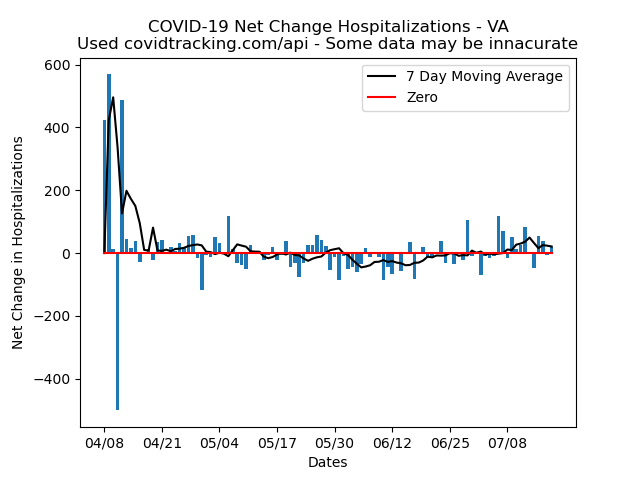 COVID-19 Net Change Hospitalizations - VA
Used covidtracking.com/api - Some data may be innacurate
7 Day Moving Average
Zero
Net Change in Hospitalizations
600
400
200
0
−200
−400
04/08 04/21 05/04 05/17 05/30 06/12 06/25 07/08
Dates